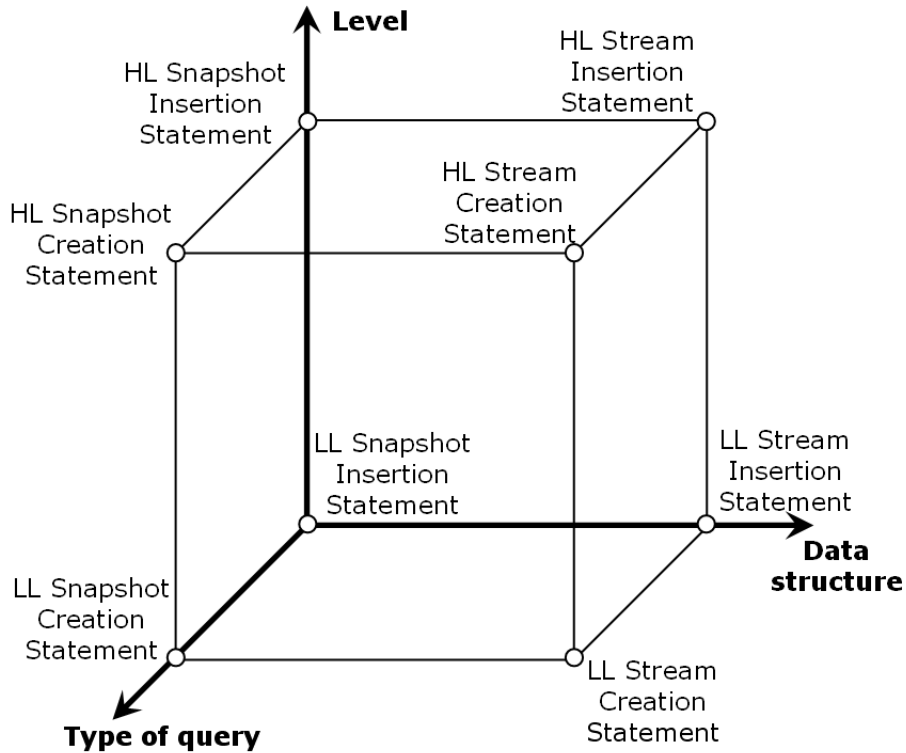 Level
HL Stream
Insertion
Statement
HL Snapshot
Insertion
Statement
HL Stream
Creation
Statement
HL Snapshot
Creation
Statement
LL Snapshot
Insertion
Statement
LL Stream
Insertion
Statement
Data
structure
LL Snapshot
Creation
Statement
LL Stream
Creation
Statement
Type of query